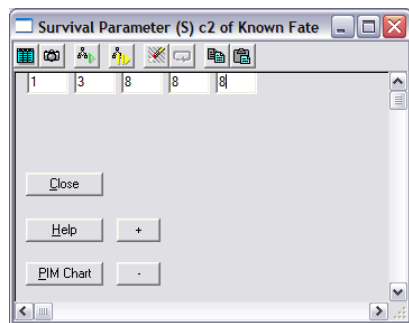 Survival Parameter (S) c2 of Known Fate
1 3 8 8 8
Close
Help +
PIM Chart -